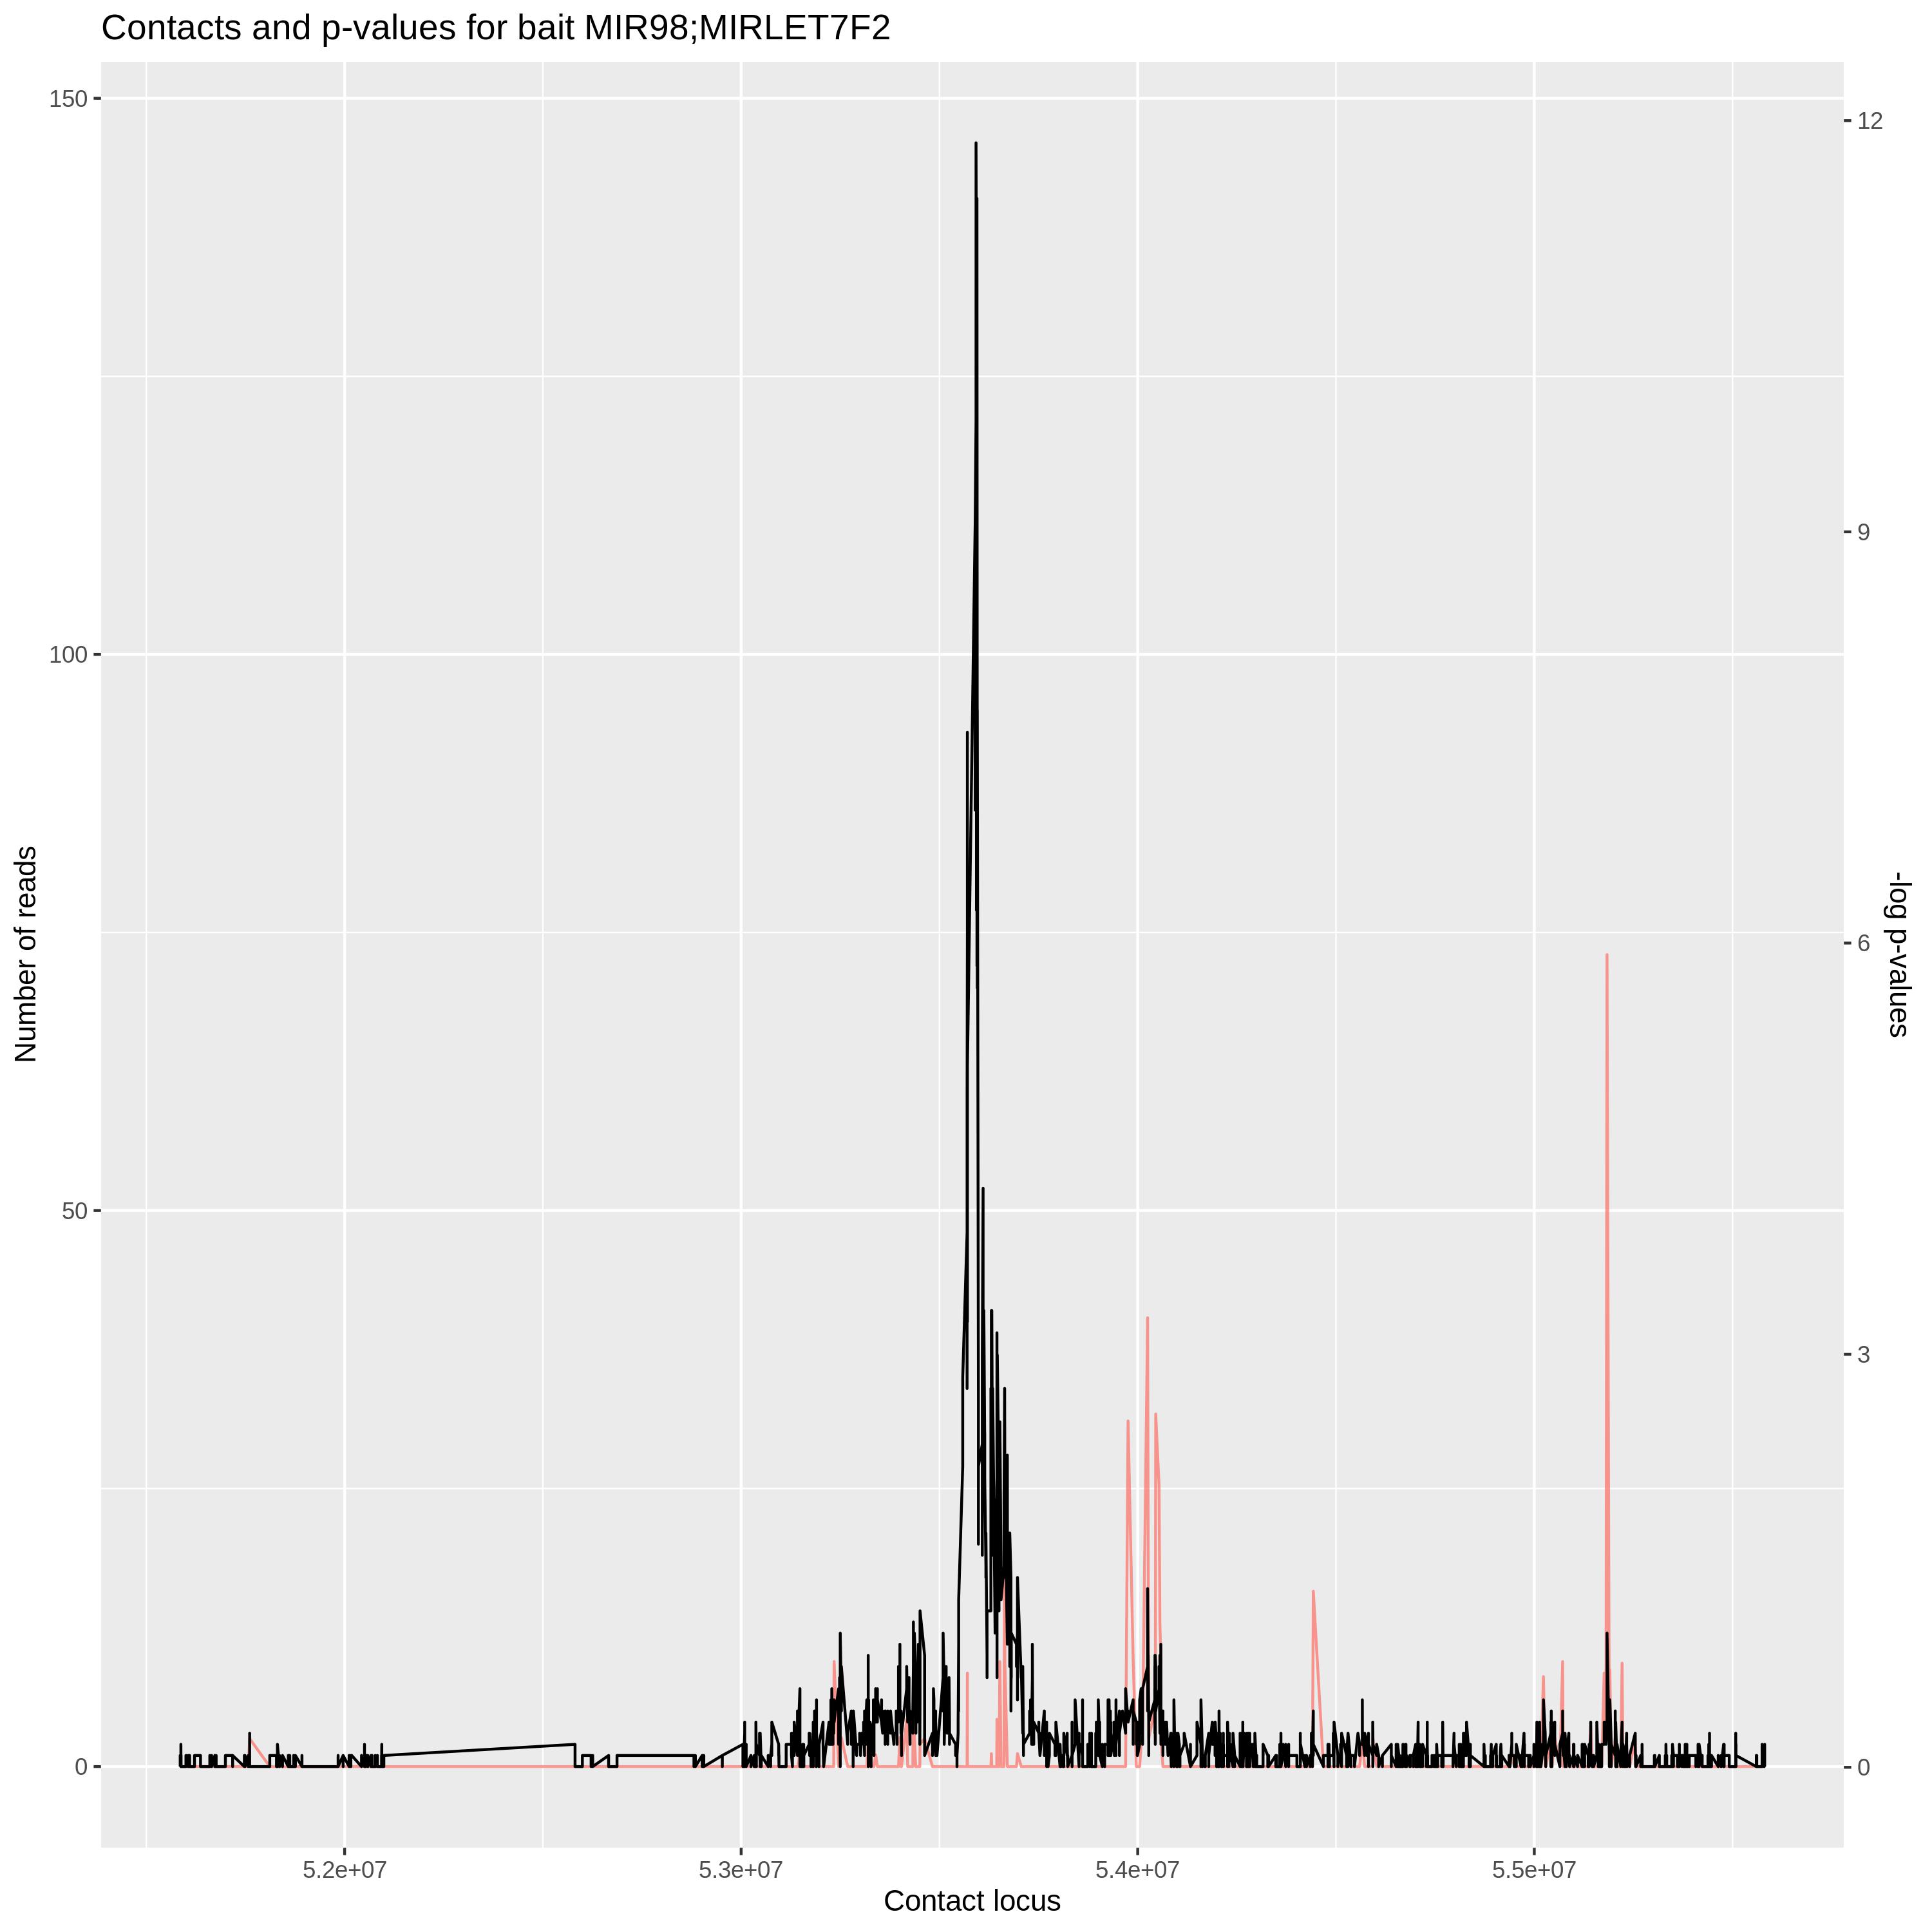 Contacts and p-values for bait MIR98;MIRLET7F2
150
100
50
0
Number of reads
12
9
6
3
0
-log p-values
5.2e+07
5.3e+07
5.4e+07
5.5e+07
Contact locus